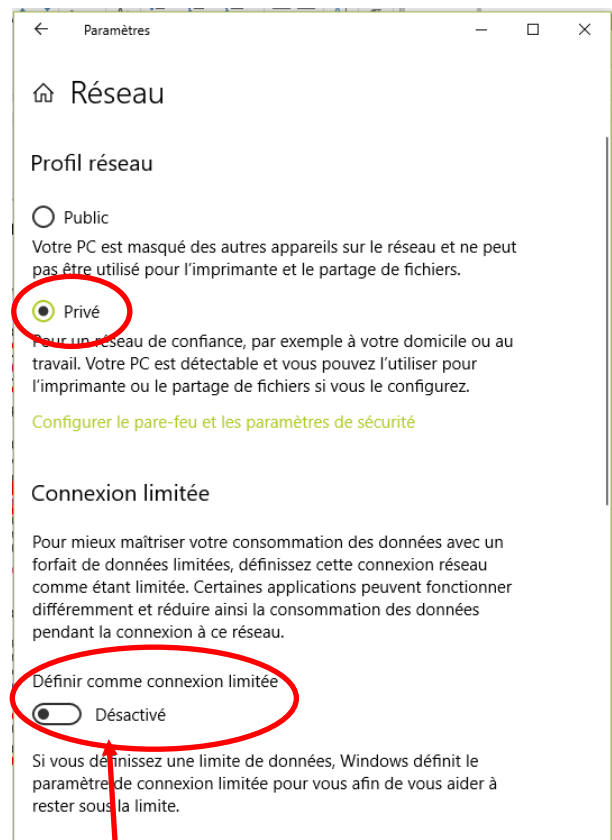 Paramètres
Réseau
Profil réseau
Public
Votre PC est masqué des autres appareils sur le réseau et ne peut
pas être utilisé pour l'imprimante et le partage de fichiers.
Privé
Pour un réseau de confiance, par exemple à votre domicile ou au
travail. Votre PC est détectable et vous pouvez l'utiliser pour
l'imprimante ou le partage de fichiers si vous le configurez.
Configurer le pare-feu et les paramètres de sécurité
Connexion limitée
Pour mieux maîtriser votre consommation des données avec un
forfait de données limitées, définissez cette connexion réseau
comme étant limitée. Certaines applications peuvent fonctionner
différemment et réduire ainsi la consommation des données
pendant la connexion à ce réseau.
Définir comme connexion limitée
Désactivé
Si vous définissez une limite de données, Windows définit le
paramètre de connexion limitée pour vous afin de vous aider à
rester sous la limite.